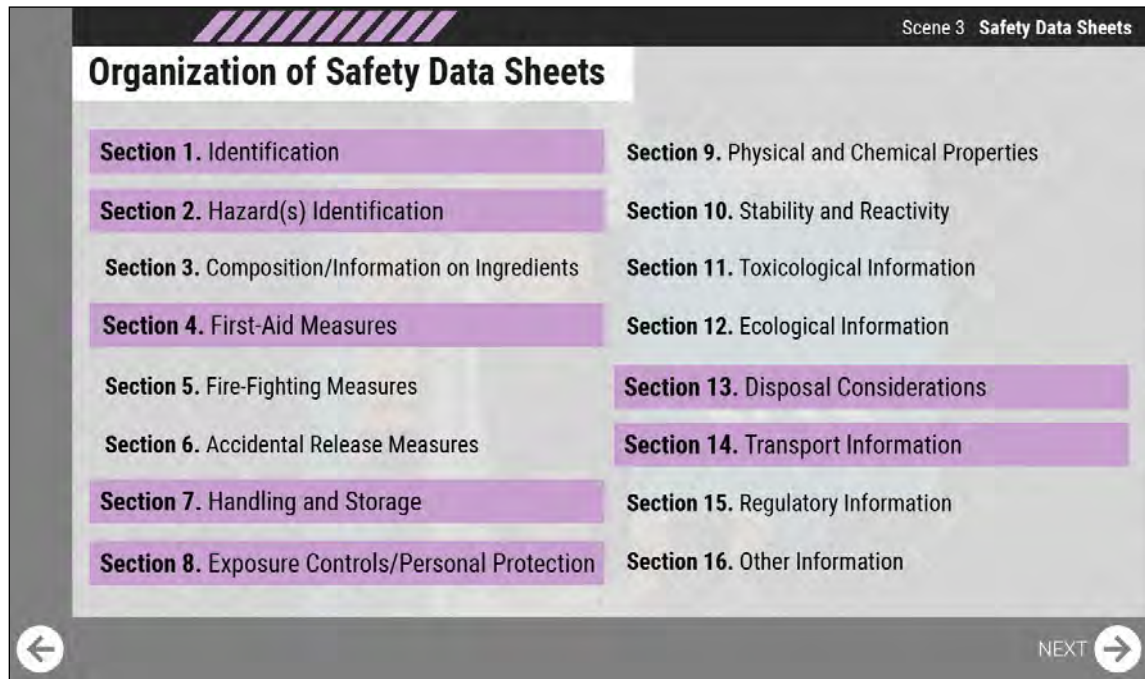 Scene 3 Safety Data Sheets
Organization of Safety Data Sheets
Section 1. Identification
Section 2. Hazard(s) Identification
Section 3. Composition/Information on Ingredients
Section 4. First-Aid Measures
Section 5. Fire-Fighting Measures
Section 6. Accidental Release Measures
Section 7. Handling and Storage
Section 8. Exposure Controls/Personal Protection
Section 9. Physical and Chemical Properties
Section 10. Stability and Reactivity
Section 11. Toxicological Information
Section 12. Ecological Information
Section 13. Disposal Considerations
Section 14. Transport Information
Section 15. Regulatory Information
Section 16. Other Information
NEXT